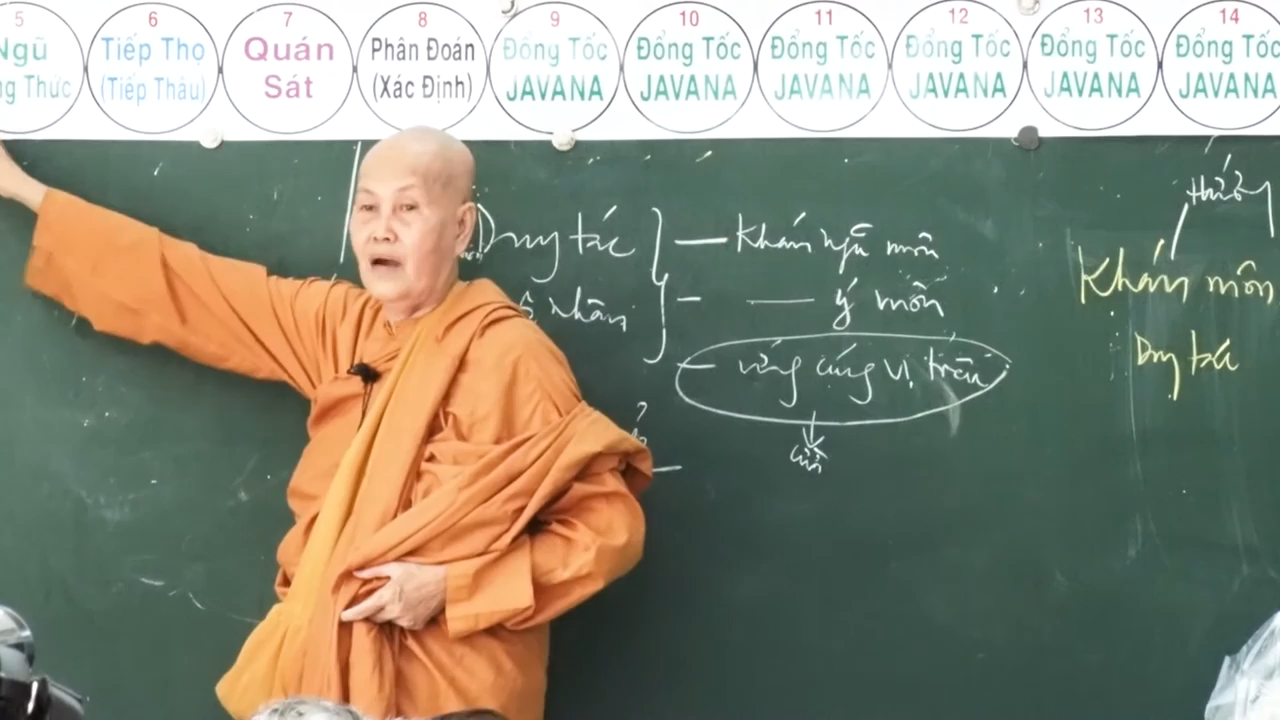 5
Ngũ
ng Thức
6
Tiếp Thọ
(Tiếp Thâu)
7
Quán
Sát
8
Phân Đoán
(Xác Định)
9
Đổng Tốc
JAVANA
10
Đổng Tốc
JAVANA
11
Đổng Tốc
JAVANA
12
Đổng Tốc
JAVANA
13
Đổng Tốc
JAVANA
14
Đổng Tốc
JAVANA
Duy tác } — Khán ngũ môn
nhân — ý môn
ứng cúng vị
Khán môn
Duy tác